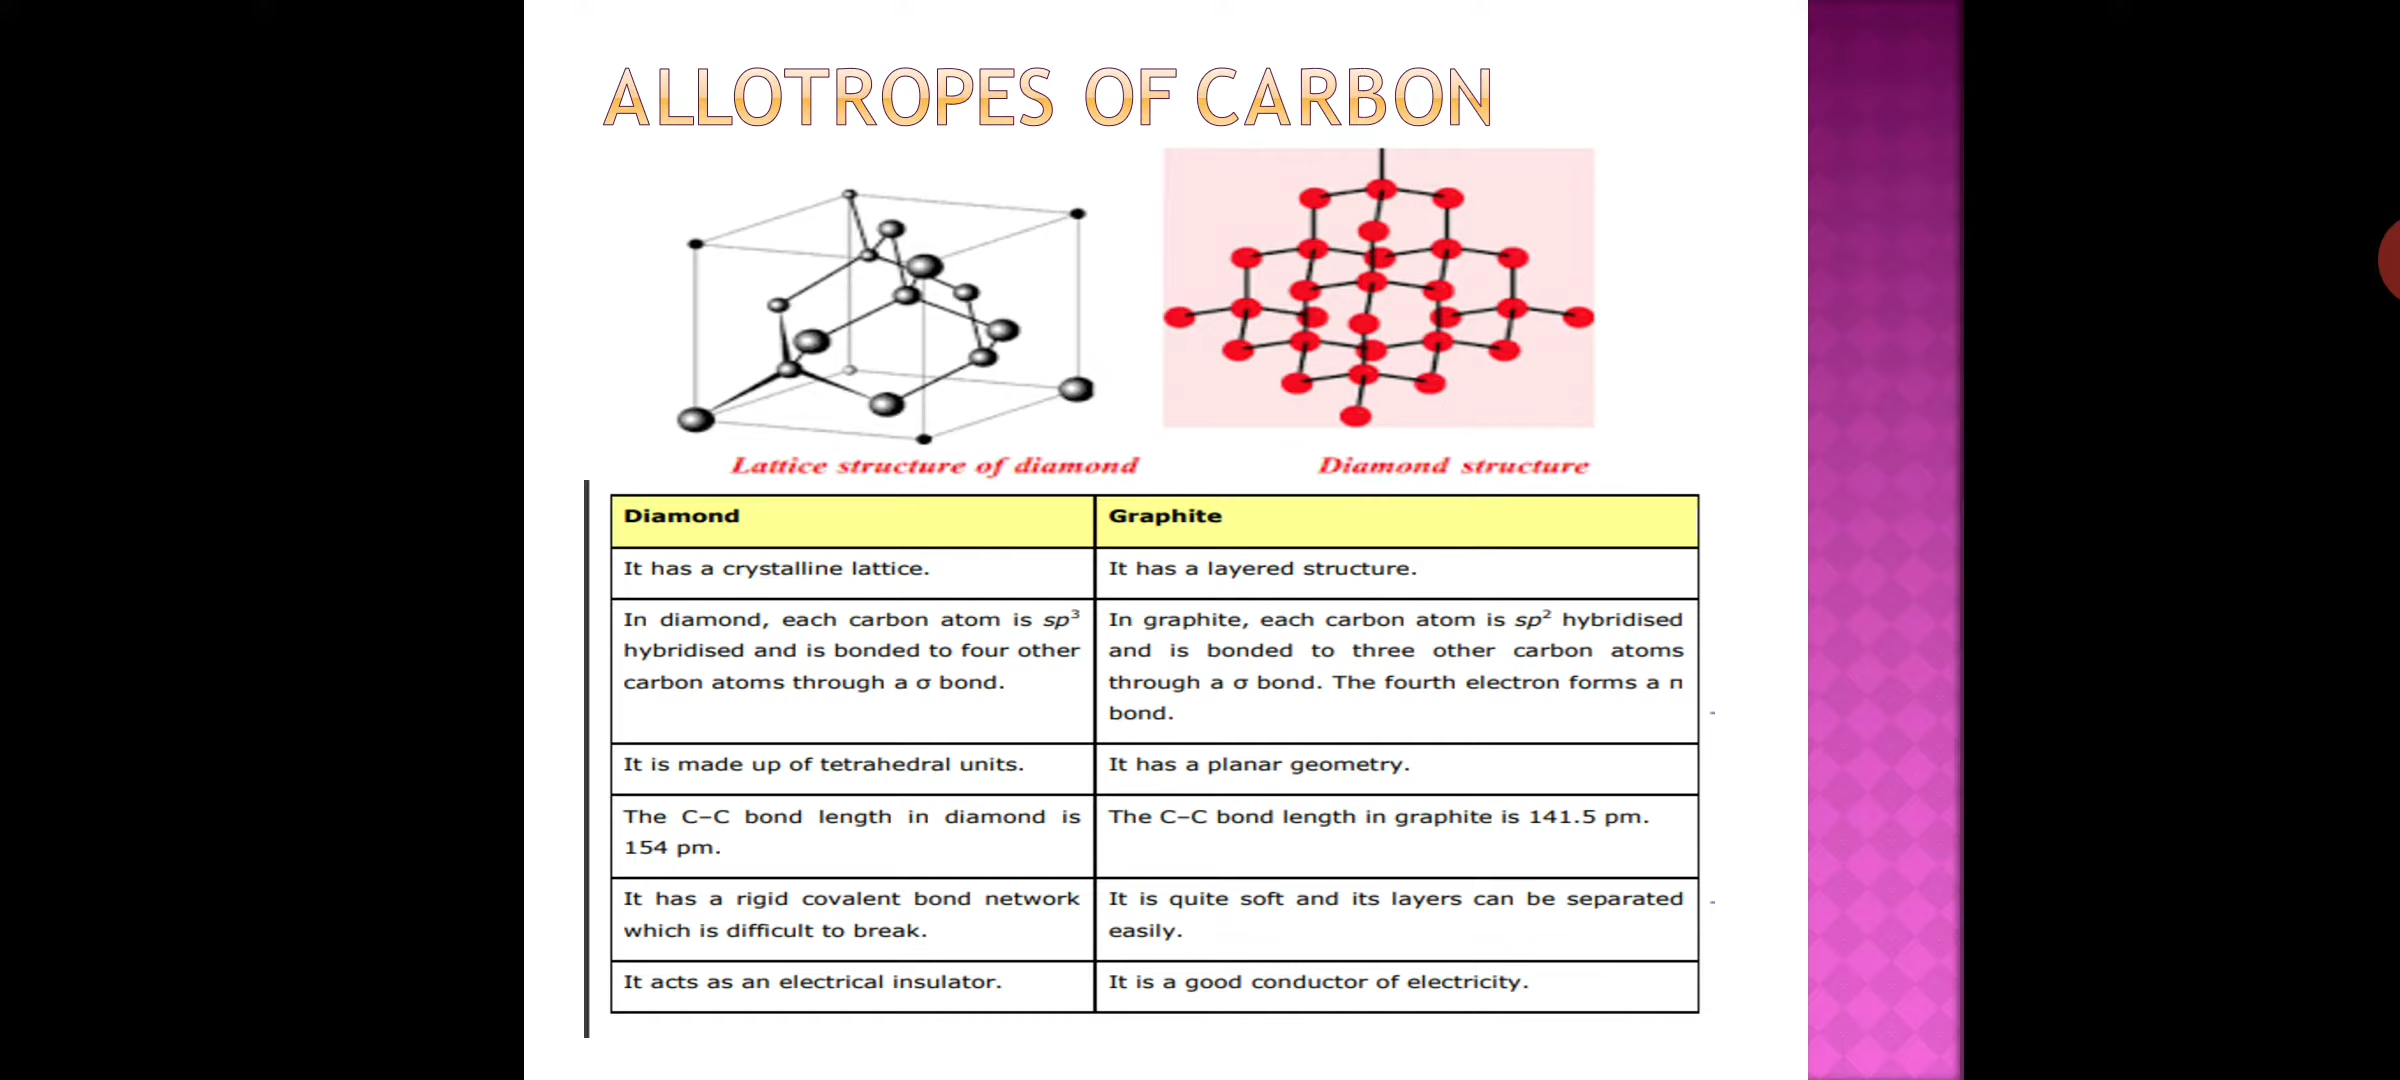 ALLOTROPES OF CARBON
Lattice structure of diamond
Diamond structure
Diamond
Graphite
It has a crystalline lattice.
It has a layered structure.
In diamond, each carbon atom is sp³
hybridised and is bonded to four other
carbon atoms through a σ bond.
In graphite, each carbon atom is sp² hybridised
and is bonded to three other carbon atoms
through a σ bond. The fourth electron forms a π
bond.
It is made up of tetrahedral units.
It has a planar geometry.
The C–C bond length in diamond is
154 pm.
The C–C bond length in graphite is 141.5 pm.
It has a rigid covalent bond network
which is difficult to break.
It is quite soft and its layers can be separated
easily.
It acts as an electrical insulator.
It is a good conductor of electricity.